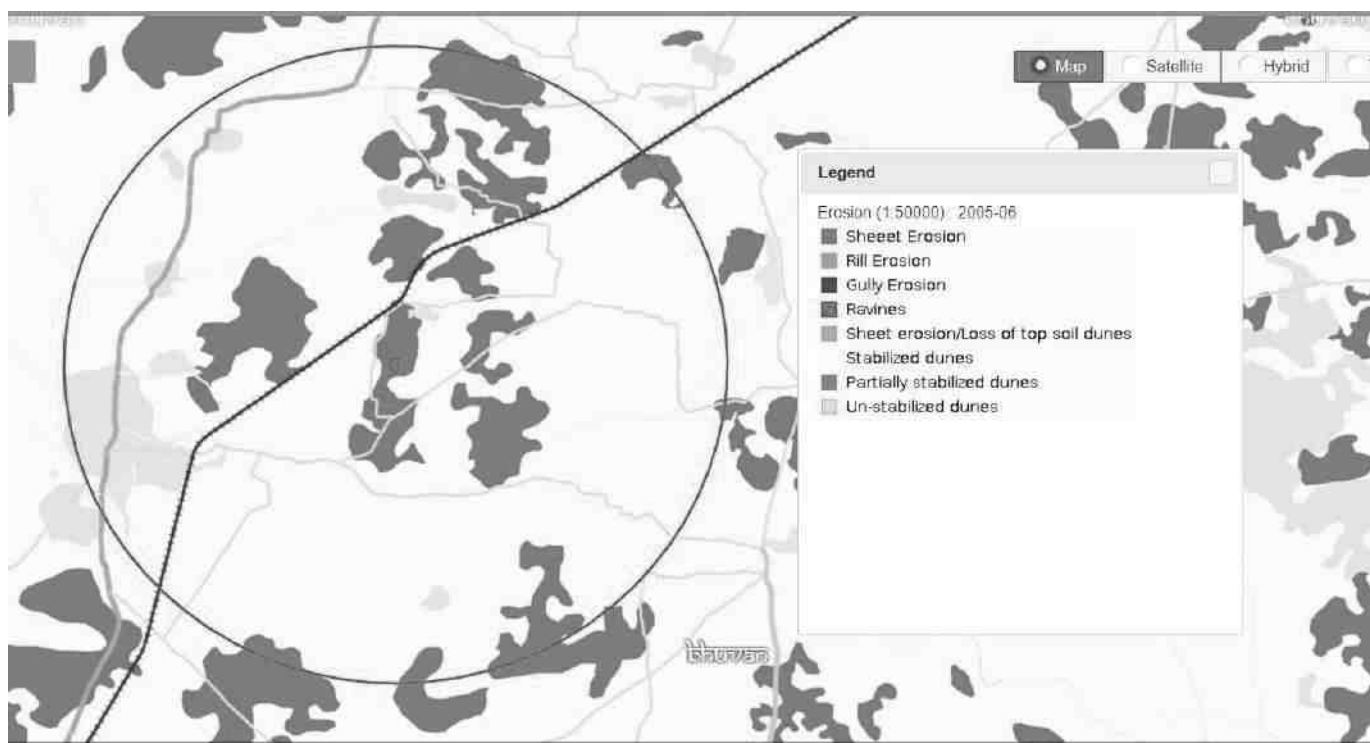 Map
Satellite
Hybrid
Legend
Erosion (1:50000) : 2005-06
Sheeet Erosion
Rill Erosion
Gully Erosion
Ravines
Sheet erosion/Loss of top soil dunes
Stabilized dunes
Partially stabilized dunes
Un-stabilized dunes
bhuvan